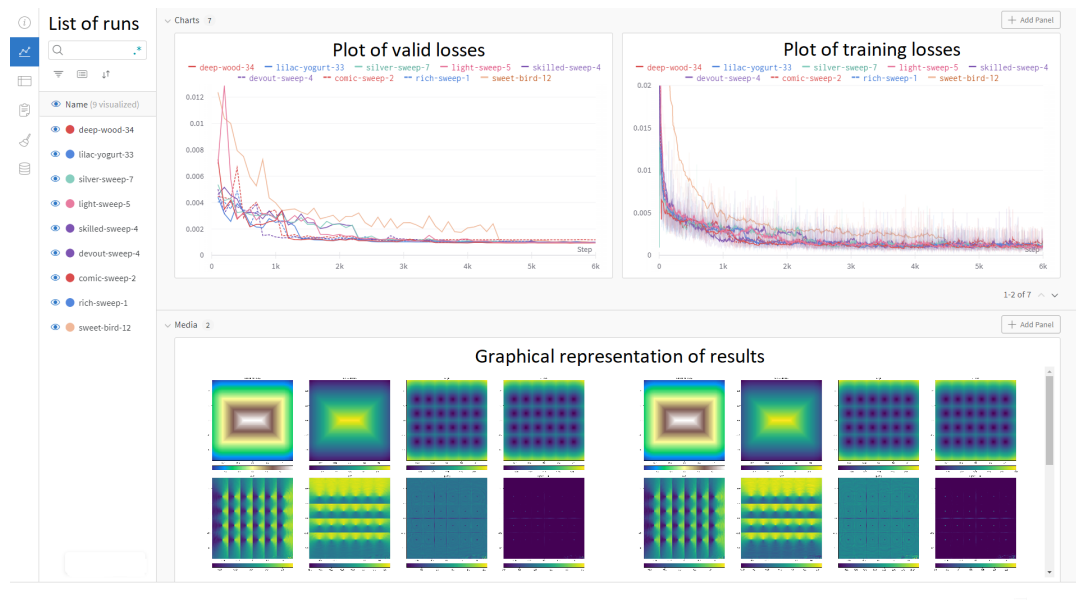 List of runs
.*
Name (9 visualized)
deep-wood-34
lilac-yogurt-33
silver-sweep-7
light-sweep-5
skilled-sweep-4
devout-sweep-4
comic-sweep-2
rich-sweep-1
sweet-bird-12
Charts 7
+ Add Panel
Plot of valid losses
deep-wood-34 lilac-yogurt-33 silver-sweep-7 light-sweep-5 skilled-sweep-4
devout-sweep-4 comic-sweep-2 rich-sweep-1 sweet-bird-12
0.012
0.01
0.008
0.006
0.004
0.002
0
Step
0 1k 2k 3k 4k 5k 6k
Plot of training losses
deep-wood-34 lilac-yogurt-33 silver-sweep-7 light-sweep-5 skilled-sweep-4
devout-sweep-4 comic-sweep-2 rich-sweep-1 sweet-bird-12
0.02
0.015
0.01
0.005
0
Step
0 1k 2k 3k 4k 5k 6k
1-2 of 7
Media 2
+ Add Panel
Graphical representation of results